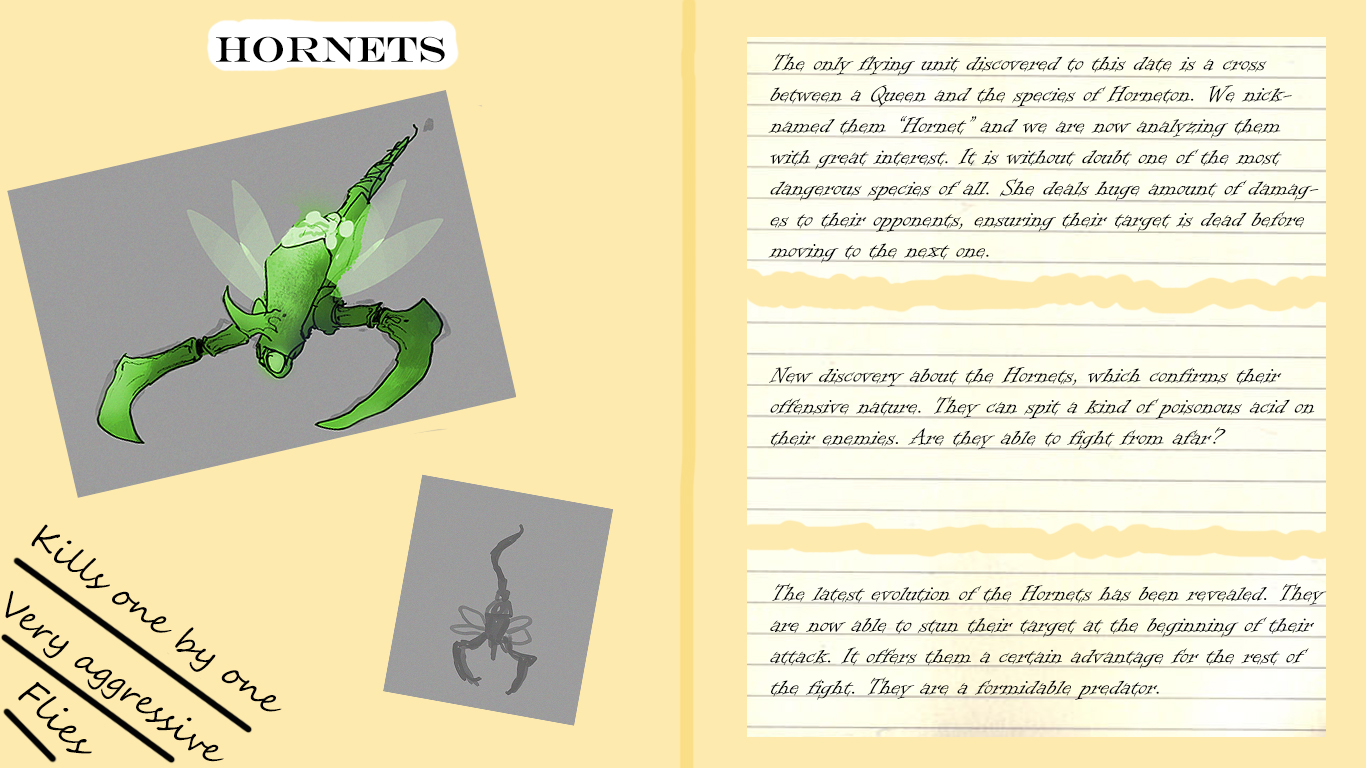 HORNETS
Kills one by one
Very aggressive
Flies
The only flying unit discovered to this date is a cross
between a Queen and the species of Horneton. We nick-
named them “Hornet” and we are now analyzing them
with great interest. It is without doubt one of the most
dangerous species of all. She deals huge amount of damag-
es to their opponents, ensuring their target is dead before
moving to the next one.
New discovery about the Hornets, which confirms their
offensive nature. They can spit a kind of poisonous acid on
their enemies. Are they able to fight from afar?
The latest evolution of the Hornets has been revealed. They
are now able to stun their target at the beginning of their
attack. It offers them a certain advantage for the rest of
the fight. They are a formidable predator.